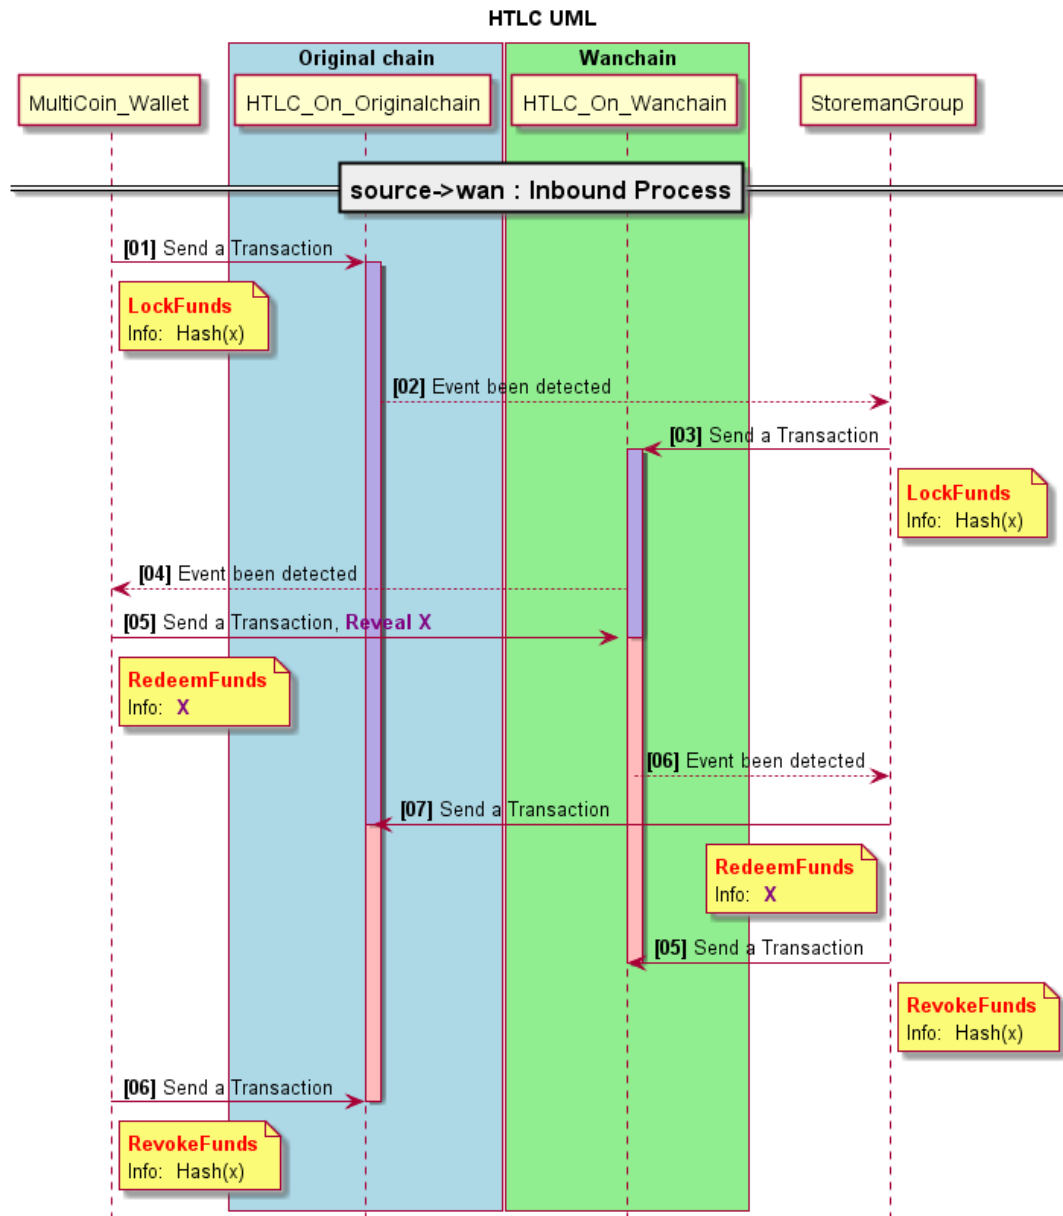 HTLC UML
Original chain
Wanchain
MultiCoin_Wallet
HTLC_On_Originalchain
HTLC_On_Wanchain
StoremanGroup
source->wan : Inbound Process
[01] Send a Transaction
LockFunds
Info: Hash(x)
[02] Event been detected
[03] Send a Transaction
LockFunds
Info: Hash(x)
[04] Event been detected
[05] Send a Transaction, Reveal X
RedeemFunds
Info: X
[06] Event been detected
[07] Send a Transaction
RedeemFunds
Info: X
[05] Send a Transaction
RevokeFunds
Info: Hash(x)
[06] Send a Transaction
RevokeFunds
Info: Hash(x)